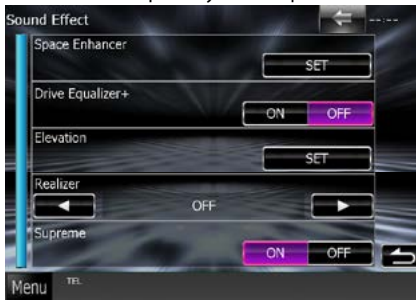 Sound Effect
--:--
Space Enhancer
SET
Drive Equalizer+
ON OFF
Elevation
SET
Realizer
OFF
Supreme
ON OFF
Menu TEL